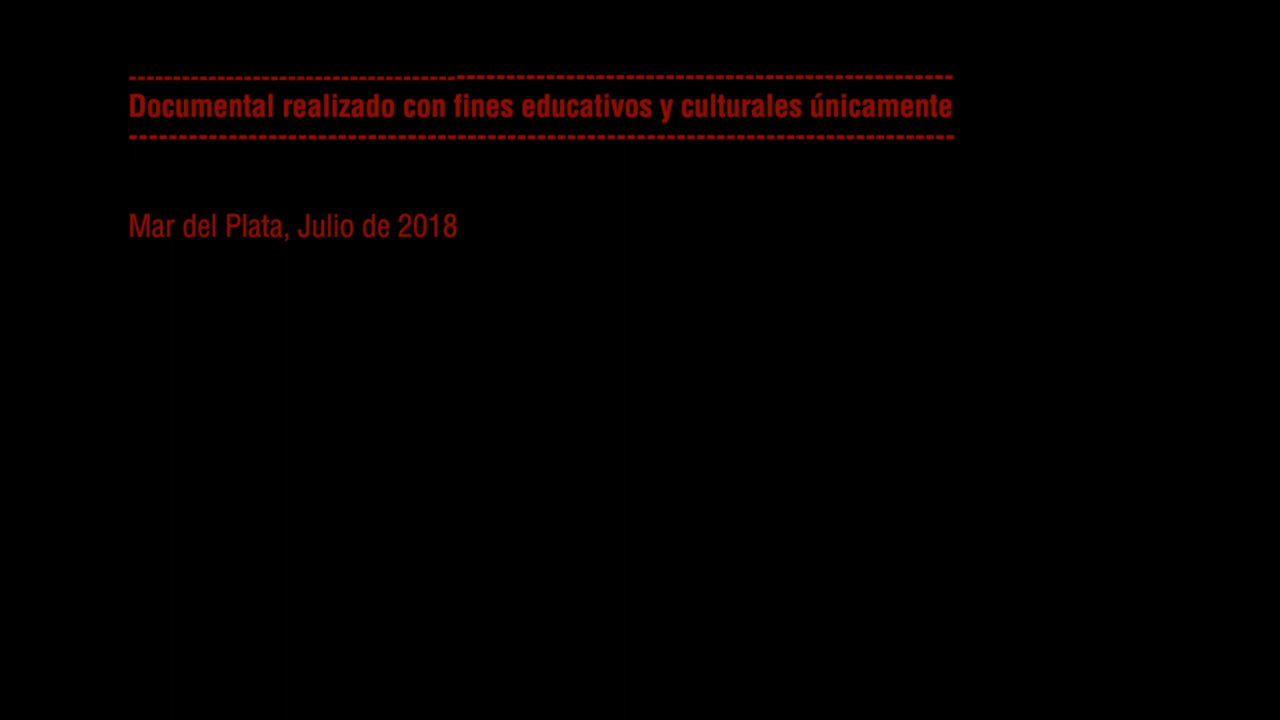 -----------------------------------------------------------------------------------
Documental realizado con fines educativos y culturales únicamente
-----------------------------------------------------------------------------------
Mar del Plata, Julio de 2018